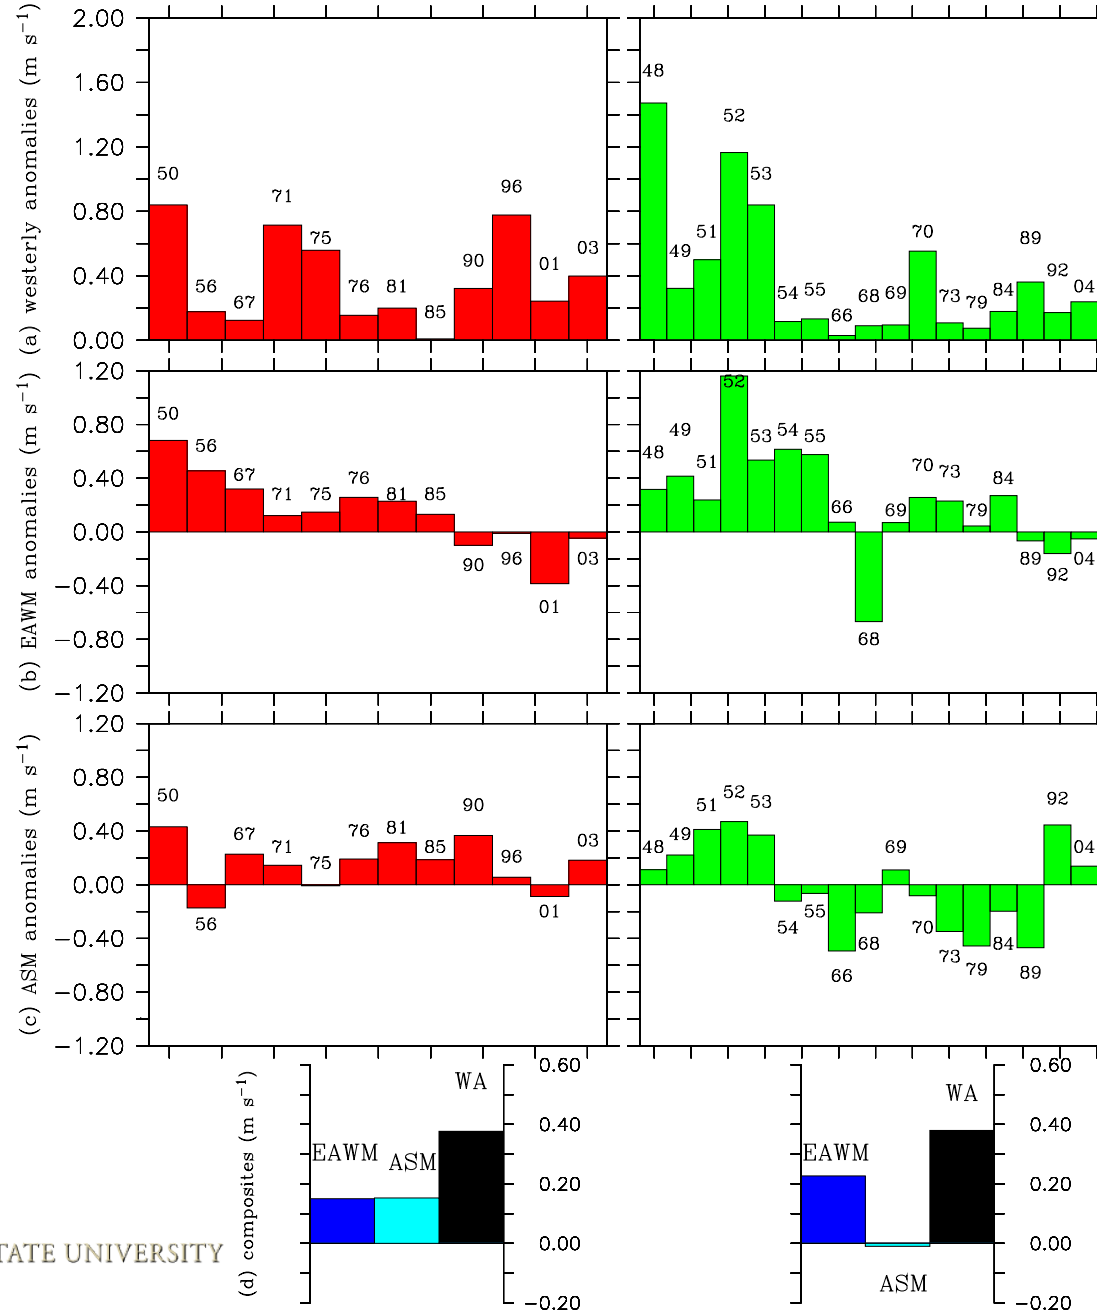 (a) westerly anomalies (m s⁻¹)
2.00
1.60
1.20
0.80
0.40
0.00
50 56 67 71 75 76 81 85 90 96 01 03
48 49 51 52 53 54 55 66 68 69 70 73 79 84 89 92 04
(b) EAWM anomalies (m s⁻¹)
1.20
0.80
0.40
0.00
−0.40
−0.80
−1.20
50 56 67 71 75 76 81 85 90 96 01 03
48 49 51 52 53 54 55 66 68 69 70 73 79 84 89 92 04
(c) ASM anomalies (m s⁻¹)
1.20
0.80
0.40
0.00
−0.40
−0.80
−1.20
50 56 67 71 75 76 81 85 90 96 01 03
48 49 51 52 53 54 55 66 68 69 70 73 79 84 89 92 04
(d) composites (m s⁻¹)
EAWM ASM WA
0.60
0.40
0.20
0.00
−0.20
EAWM ASM WA
0.60
0.40
0.20
0.00
−0.20
TATE UNIVERSITY